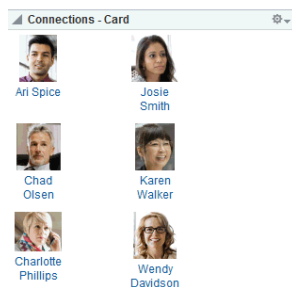 Connections - Card
Ari Spice
Josie
Smith
Chad
Olsen
Karen
Walker
Charlotte
Phillips
Wendy
Davidson